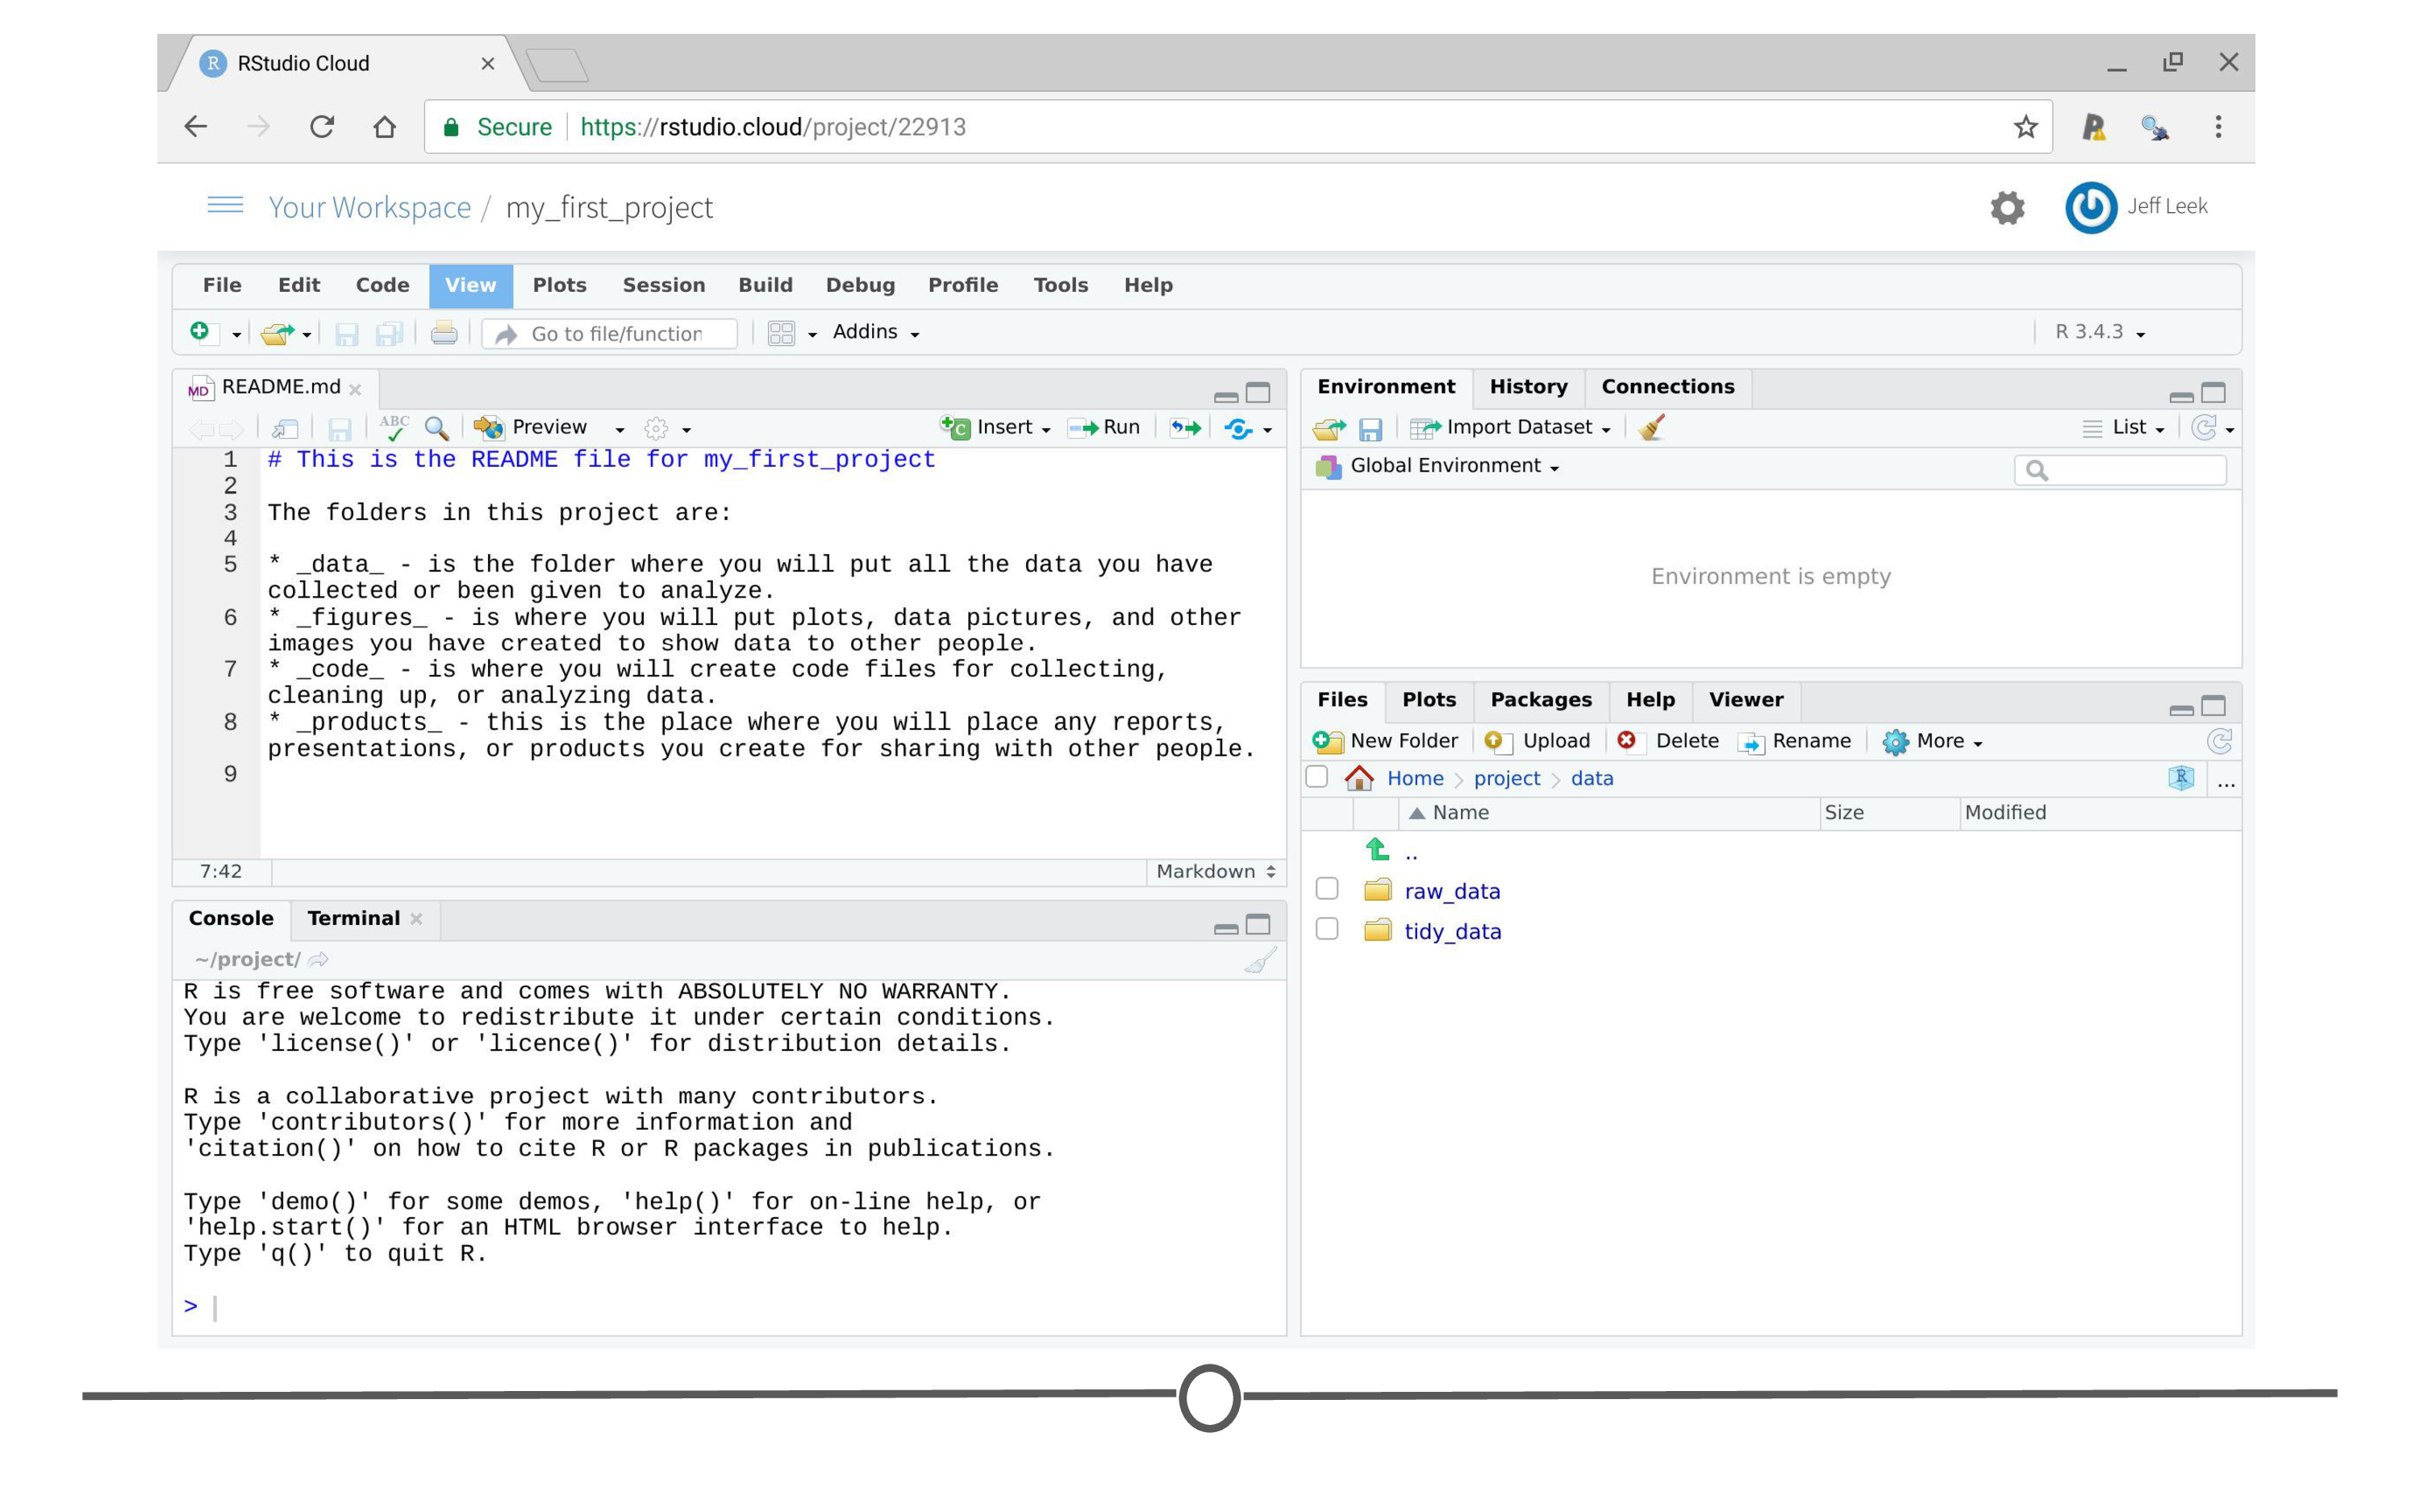 RStudio Cloud
Secure https://rstudio.cloud/project/22913
Your Workspace / my_first_project
Jeff Leek
File Edit Code View Plots Session Build Debug Profile Tools Help
Go to file/function Addins R 3.4.3
MD README.md
ABC Preview Insert Run
1 # This is the README file for my_first_project
2
3 The folders in this project are:
4
5 * _data_ - is the folder where you will put all the data you have
collected or been given to analyze.
6 * _figures_ - is where you will put plots, data pictures, and other
images you have created to show data to other people.
7 * _code_ - is where you will create code files for collecting,
cleaning up, or analyzing data.
8 * _products_ - this is the place where you will place any reports,
presentations, or products you create for sharing with other people.
9
7:42 Markdown
Console Terminal
~/project/
R is free software and comes with ABSOLUTELY NO WARRANTY.
You are welcome to redistribute it under certain conditions.
Type 'license()' or 'licence()' for distribution details.
R is a collaborative project with many contributors.
Type 'contributors()' for more information and
'citation()' on how to cite R or R packages in publications.
Type 'demo()' for some demos, 'help()' for on-line help, or
'help.start()' for an HTML browser interface to help.
Type 'q()' to quit R.
>
Environment History Connections
Import Dataset List
Global Environment
Environment is empty
Files Plots Packages Help Viewer
New Folder Upload Delete Rename More
Home > project > data R ...
Name Size Modified
..
raw_data
tidy_data